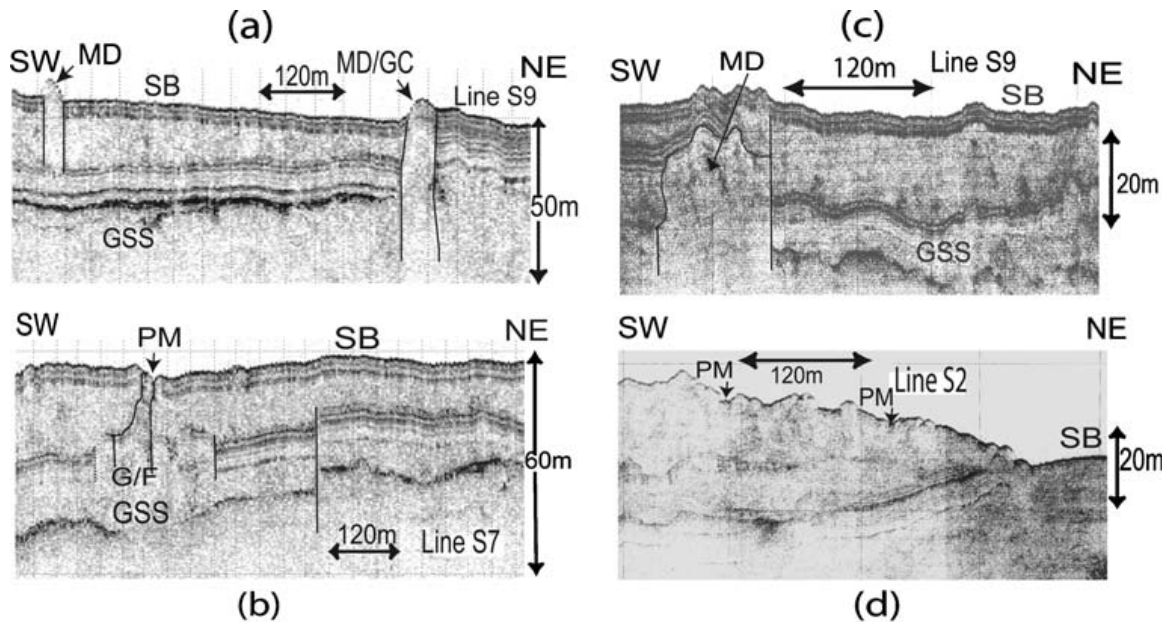 (a)
SW MD SB 120m MD/GC Line S9 NE
GSS 50m
SW PM SB NE
G/F
GSS 60m
120m Line S7
(b)
(c)
SW MD 120m Line S9 SB NE
20m
GSS
SW NE
PM 120m PM Line S2
SB
20m
(d)